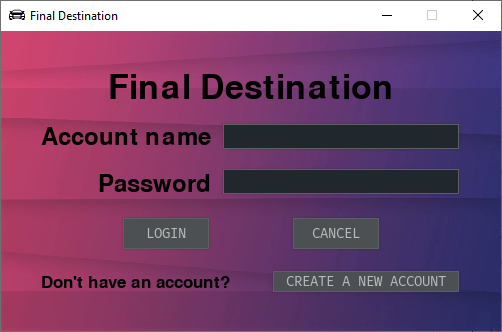 Final Destination
Final Destination
Account name
Password
LOGIN CANCEL
Don't have an account? CREATE A NEW ACCOUNT